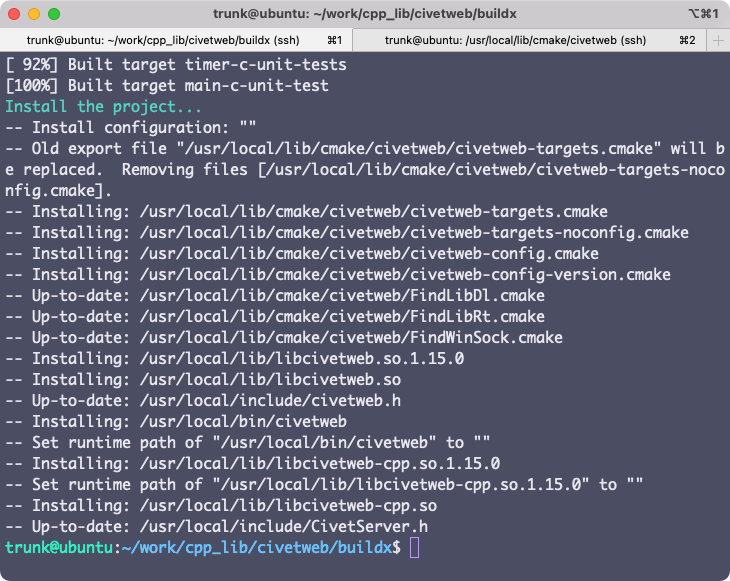 trunk@ubuntu: ~/work/cpp_lib/civetweb/buildx
⌥⌘1
trunk@ubuntu: ~/work/cpp_lib/civetweb/buildx (ssh) ⌘1
trunk@ubuntu: /usr/local/lib/cmake/civetweb (ssh) ⌘2
[ 92%] Built target timer-c-unit-tests
[100%] Built target main-c-unit-test
Install the project...
-- Install configuration: ""
-- Old export file "/usr/local/lib/cmake/civetweb/civetweb-targets.cmake" will b
e replaced.  Removing files [/usr/local/lib/cmake/civetweb/civetweb-targets-noco
nfig.cmake].
-- Installing: /usr/local/lib/cmake/civetweb/civetweb-targets.cmake
-- Installing: /usr/local/lib/cmake/civetweb/civetweb-targets-noconfig.cmake
-- Installing: /usr/local/lib/cmake/civetweb/civetweb-config.cmake
-- Installing: /usr/local/lib/cmake/civetweb/civetweb-config-version.cmake
-- Up-to-date: /usr/local/lib/cmake/civetweb/FindLibDl.cmake
-- Up-to-date: /usr/local/lib/cmake/civetweb/FindLibRt.cmake
-- Up-to-date: /usr/local/lib/cmake/civetweb/FindWinSock.cmake
-- Installing: /usr/local/lib/libcivetweb.so.1.15.0
-- Installing: /usr/local/lib/libcivetweb.so
-- Up-to-date: /usr/local/include/civetweb.h
-- Installing: /usr/local/bin/civetweb
-- Set runtime path of "/usr/local/bin/civetweb" to ""
-- Installing: /usr/local/lib/libcivetweb-cpp.so.1.15.0
-- Set runtime path of "/usr/local/lib/libcivetweb-cpp.so.1.15.0" to ""
-- Installing: /usr/local/lib/libcivetweb-cpp.so
-- Up-to-date: /usr/local/include/CivetServer.h
trunk@ubuntu:~/work/cpp_lib/civetweb/buildx$